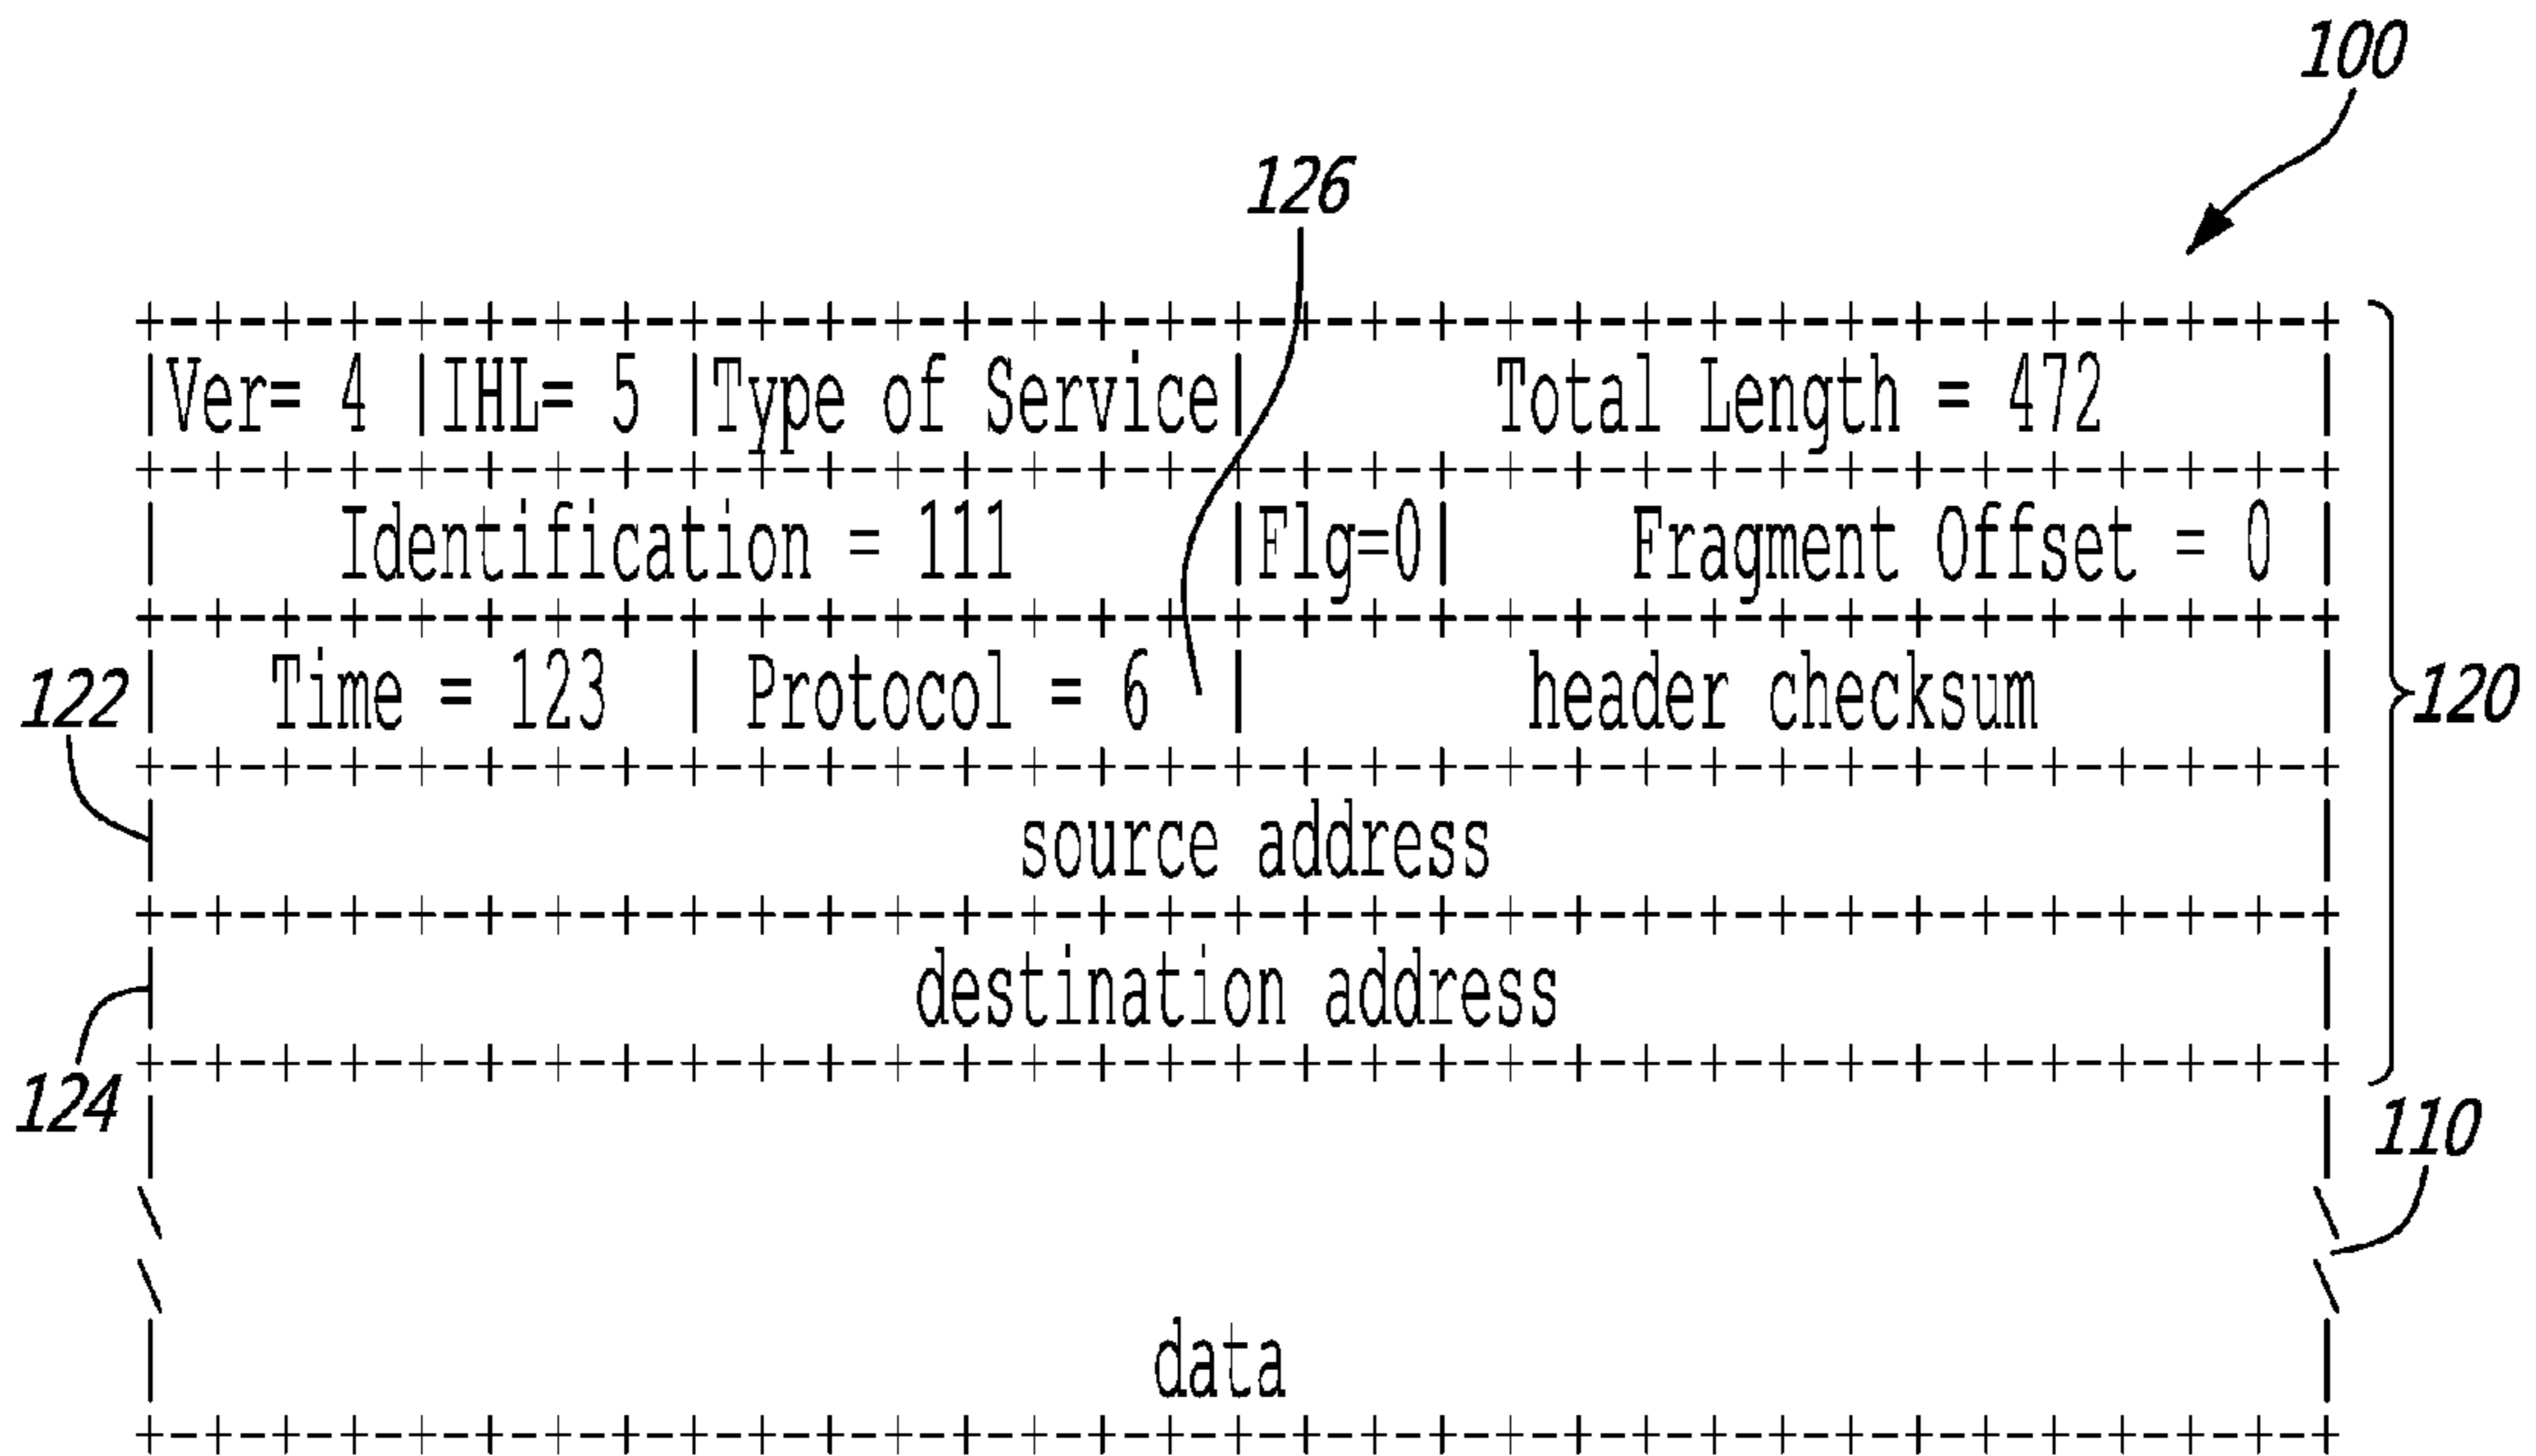 100
126
+-+-+-+-+-+-+-+-+-+-+-+-+-+-+-+-+-+-+-+-+-+-+-+-+-+-+-+-+-+-+-+-+
|Ver= 4 |IHL= 5 |Type of Service| Total Length = 472 |
+-+-+-+-+-+-+-+-+-+-+-+-+-+-+-+-+-+-+-+-+-+-+-+-+-+-+-+-+-+-+-+-+
| Identification = 111 |Flg=0| Fragment Offset = 0 |
+-+-+-+-+-+-+-+-+-+-+-+-+-+-+-+-+-+-+-+-+-+-+-+-+-+-+-+-+-+-+-+-+
122 | Time = 123 | Protocol = 6 | header checksum | 120
+-+-+-+-+-+-+-+-+-+-+-+-+-+-+-+-+-+-+-+-+-+-+-+-+-+-+-+-+-+-+-+-+
| source address |
+-+-+-+-+-+-+-+-+-+-+-+-+-+-+-+-+-+-+-+-+-+-+-+-+-+-+-+-+-+-+-+-+
| destination address |
+-+-+-+-+-+-+-+-+-+-+-+-+-+-+-+-+-+-+-+-+-+-+-+-+-+-+-+-+-+-+-+-+
124 | | 110
\ \
\ \
| data |
+-+-+-+-+-+-+-+-+-+-+-+-+-+-+-+-+-+-+-+-+-+-+-+-+-+-+-+-+-+-+-+-+